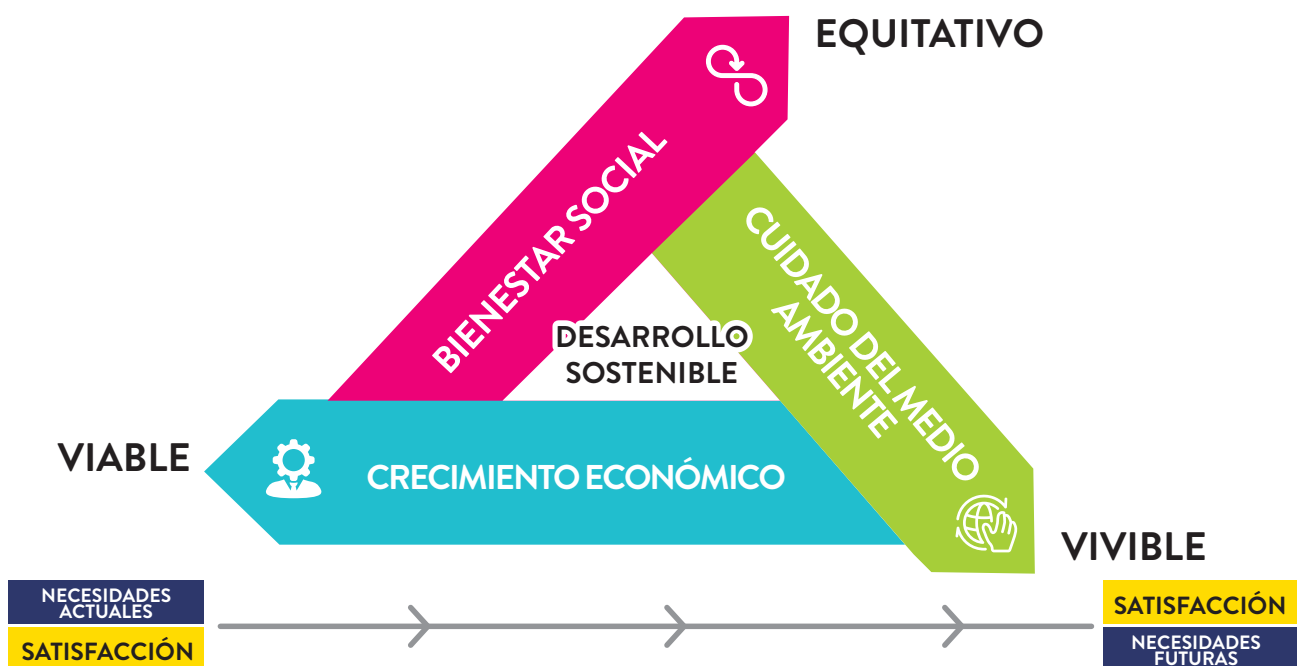 EQUITATIVO
BIENESTAR SOCIAL
CUIDADO DEL MEDIO
AMBIENTE
DESARROLLO
SOSTENIBLE
VIABLE
CRECIMIENTO ECONÓMICO
VIVIBLE
NECESIDADES
ACTUALES
SATISFACCIÓN
SATISFACCIÓN
NECESIDADES
FUTURAS